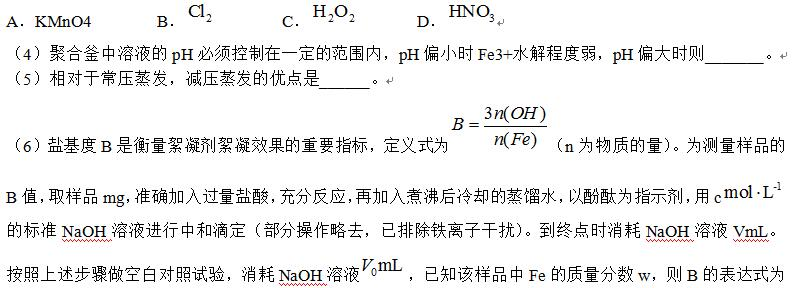 A．KMnO4 B．Cl₂ C．H₂O₂ D．HNO₃
（4）聚合釜中溶液的 pH 必须控制在一定的范围内，pH 偏小时 Fe3+水解程度弱，pH 偏大时则_______。
（5）相对于常压蒸发，减压蒸发的优点是______。
（6）盐基度 B 是衡量絮凝剂絮凝效果的重要指标，定义式为 B = 3n(OH)/n(Fe)（n 为物质的量）。为测量样品的
B 值，取样品 mg，准确加入过量盐酸，充分反应，再加入煮沸后冷却的蒸馏水，以酚酞为指示剂，用 c mol·L⁻¹
的标准 NaOH 溶液进行中和滴定（部分操作略去，已排除铁离子干扰）。到终点时消耗 NaOH 溶液 VmL。
按照上述步骤做空白对照试验，消耗 NaOH 溶液 V₀mL，已知该样品中 Fe 的质量分数 w，则 B 的表达式为